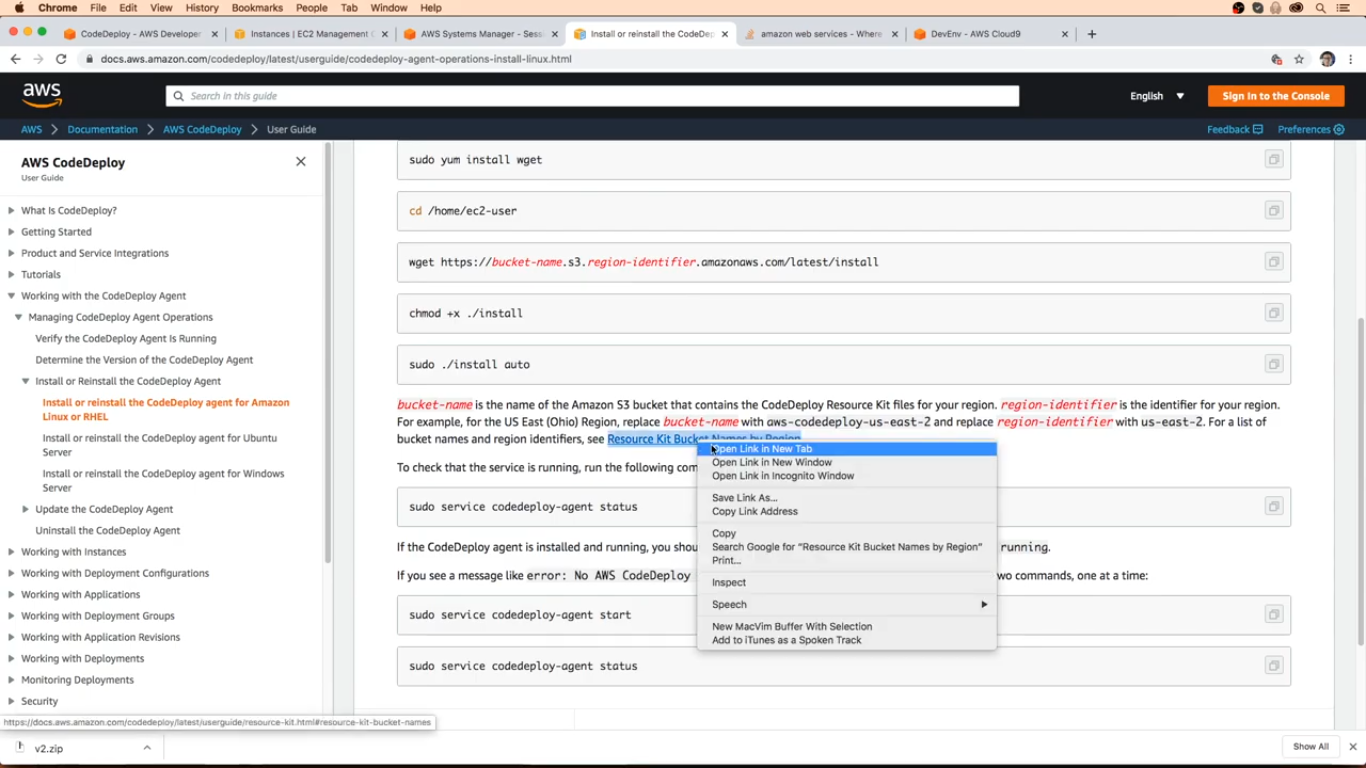 Chrome File Edit View History Bookmarks People Tab Window Help
CodeDeploy - AWS Developer
Instances | EC2 Management C
AWS Systems Manager - Sess
Install or reinstall the CodeDep
amazon web services - Where
DevEnv - AWS Cloud9
docs.aws.amazon.com/codedeploy/latest/userguide/codedeploy-agent-operations-install-linux.html
aws
Search in this guide
English
Sign In to the Console
AWS > Documentation > AWS CodeDeploy > User Guide
Feedback
Preferences
AWS CodeDeploy
User Guide
What Is CodeDeploy?
Getting Started
Product and Service Integrations
Tutorials
Working with the CodeDeploy Agent
Managing CodeDeploy Agent Operations
Verify the CodeDeploy Agent Is Running
Determine the Version of the CodeDeploy Agent
Install or Reinstall the CodeDeploy Agent
Install or reinstall the CodeDeploy agent for Amazon
Linux or RHEL
Install or reinstall the CodeDeploy agent for Ubuntu
Server
Install or reinstall the CodeDeploy agent for Windows
Server
Update the CodeDeploy Agent
Uninstall the CodeDeploy Agent
Working with Instances
Working with Deployment Configurations
Working with Applications
Working with Deployment Groups
Working with Application Revisions
Working with Deployments
Monitoring Deployments
Security
sudo yum install wget
cd /home/ec2-user
wget https://bucket-name.s3.region-identifier.amazonaws.com/latest/install
chmod +x ./install
sudo ./install auto
bucket-name is the name of the Amazon S3 bucket that contains the CodeDeploy Resource Kit files for your region. region-identifier is the identifier for your region.
For example, for the US East (Ohio) Region, replace bucket-name with aws-codedeploy-us-east-2 and replace region-identifier with us-east-2. For a list of
bucket names and region identifiers, see Resource Kit Bucket Names by Region
To check that the service is running, run the following com
sudo service codedeploy-agent status
If the CodeDeploy agent is installed and running, you shou running.
If you see a message like error: No AWS CodeDeploy wo commands, one at a time:
sudo service codedeploy-agent start
sudo service codedeploy-agent status
Open Link in New Tab
Open Link in New Window
Open Link in Incognito Window
Save Link As...
Copy Link Address
Copy
Search Google for "Resource Kit Bucket Names by Region"
Print...
Inspect
Speech
New MacVim Buffer With Selection
Add to iTunes as a Spoken Track
https://docs.aws.amazon.com/codedeploy/latest/userguide/resource-kit.html#resource-kit-bucket-names
v2.zip
Show All